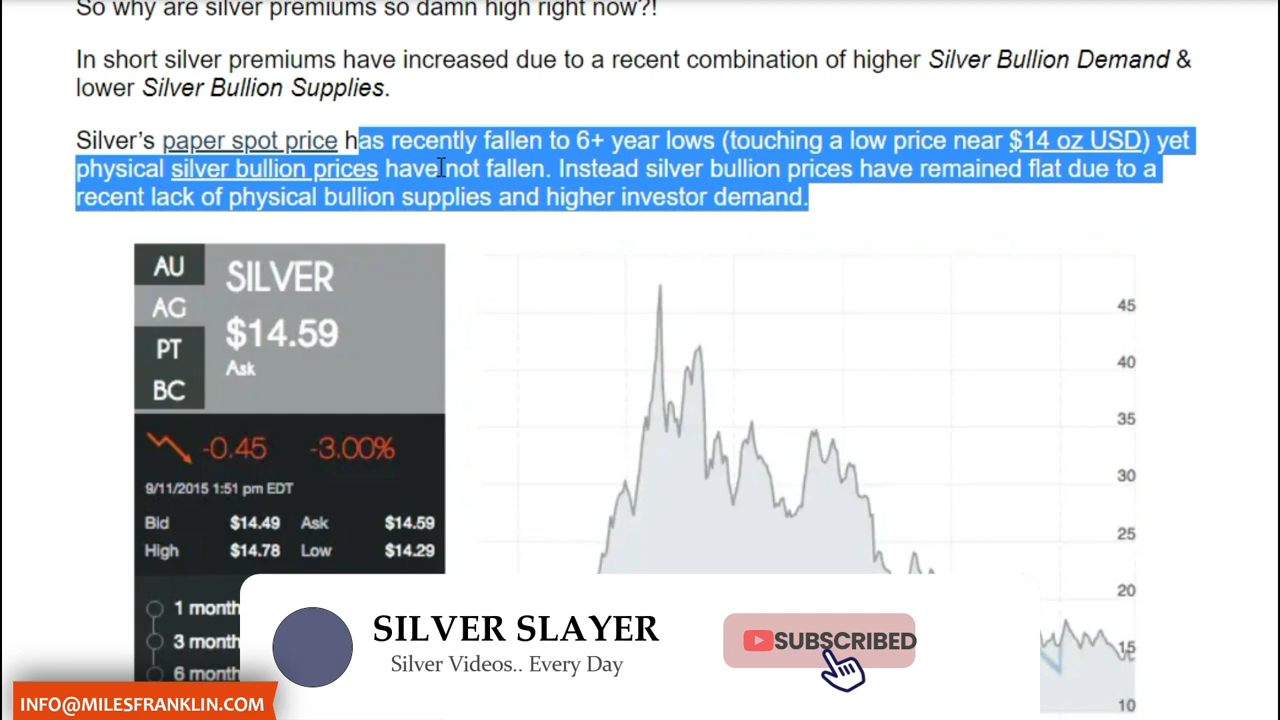 So why are silver premiums so damn high right now?!
In short silver premiums have increased due to a recent combination of higher Silver Bullion Demand &
lower Silver Bullion Supplies.
Silver's paper spot price has recently fallen to 6+ year lows (touching a low price near $14 oz USD) yet
physical silver bullion prices have not fallen. Instead silver bullion prices have remained flat due to a
recent lack of physical bullion supplies and higher investor demand.
AU
AG
PT
BC
SILVER
$14.59
Ask
-0.45 -3.00%
9/11/2015 1:51 pm EDT
Bid $14.49 Ask $14.59
High $14.78 Low $14.29
1 month
3 month
6 month
45
40
35
30
25
20
15
10
SILVER SLAYER
Silver Videos.. Every Day
SUBSCRIBED
INFO@MILESFRANKLIN.COM